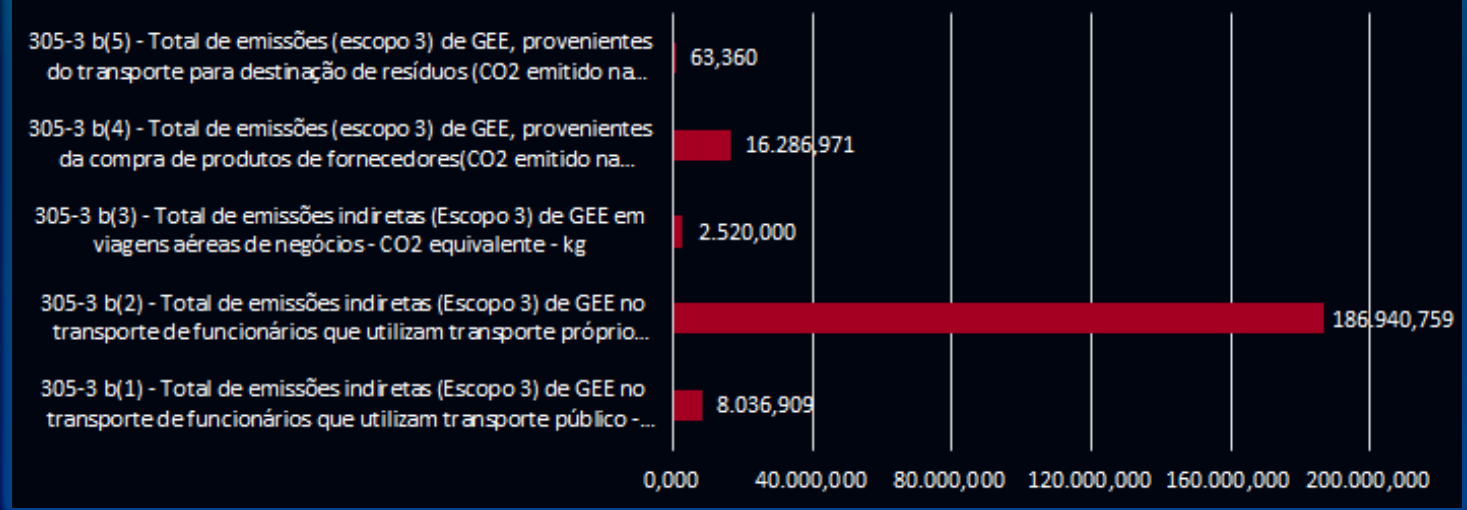 305-3 b(5) - Total de emissões (escopo 3) de GEE, provenientes
do transporte para destinação de resíduos (CO2 emitido na...
63,360
305-3 b(4) - Total de emissões (escopo 3) de GEE, provenientes
da compra de produtos de fornecedores(CO2 emitido na...
16.286,971
305-3 b(3) - Total de emissões indiretas (Escopo 3) de GEE em
viagens aéreas de negócios - CO2 equivalente - kg
2.520,000
305-3 b(2) - Total de emissões indiretas (Escopo 3) de GEE no
transporte de funcionários que utilizam transporte próprio...
186.940,759
305-3 b(1) - Total de emissões indiretas (Escopo 3) de GEE no
transporte de funcionários que utilizam transporte público -...
8.036,909
0,000 40.000,000 80.000,000 120.000,000 160.000,000 200.000,000